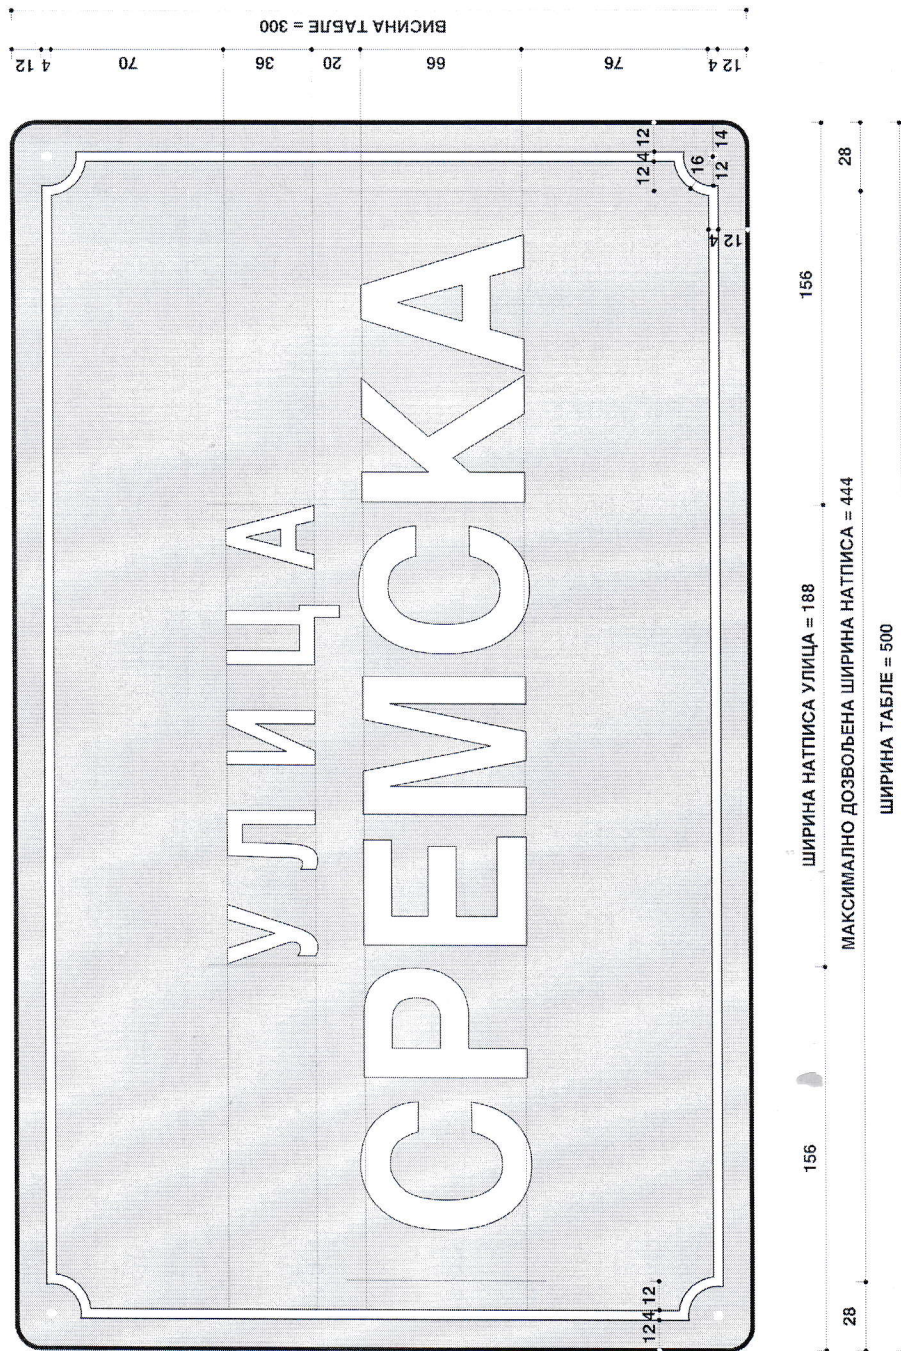 УЛИЦА
СРЕМСКА
ВИСИНА ТАБЛЕ = 300
12 4 70 36 20 66 76 4 12
12 4 12
14
16
12
4 12
12 4 12
156
ШИРИНА НАТПИСА УЛИЦА = 188
156
28
МАКСИМАЛНО ДОЗВОЉЕНА ШИРИНА НАТПИСА = 444
28
ШИРИНА ТАБЛЕ = 500